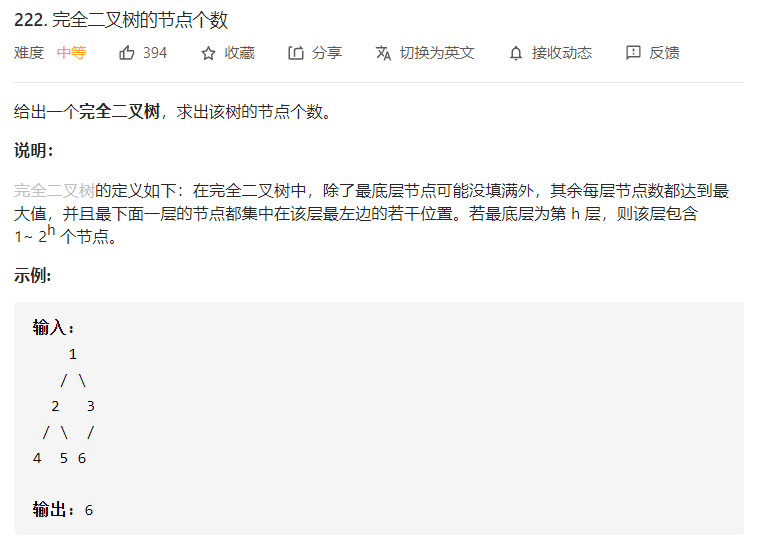 222. 完全二叉树的节点个数
难度 中等 394 收藏 分享 切换为英文 接收动态 反馈
给出一个完全二叉树，求出该树的节点个数。
说明：
完全二叉树的定义如下：在完全二叉树中，除了最底层节点可能没填满外，其余每层节点数都达到最
大值，并且最下面一层的节点都集中在该层最左边的若干位置。若最底层为第 h 层，则该层包含
1~ 2^h 个节点。
示例:
输入:
1
/ \
2 3
/ \ /
4 5 6
输出: 6